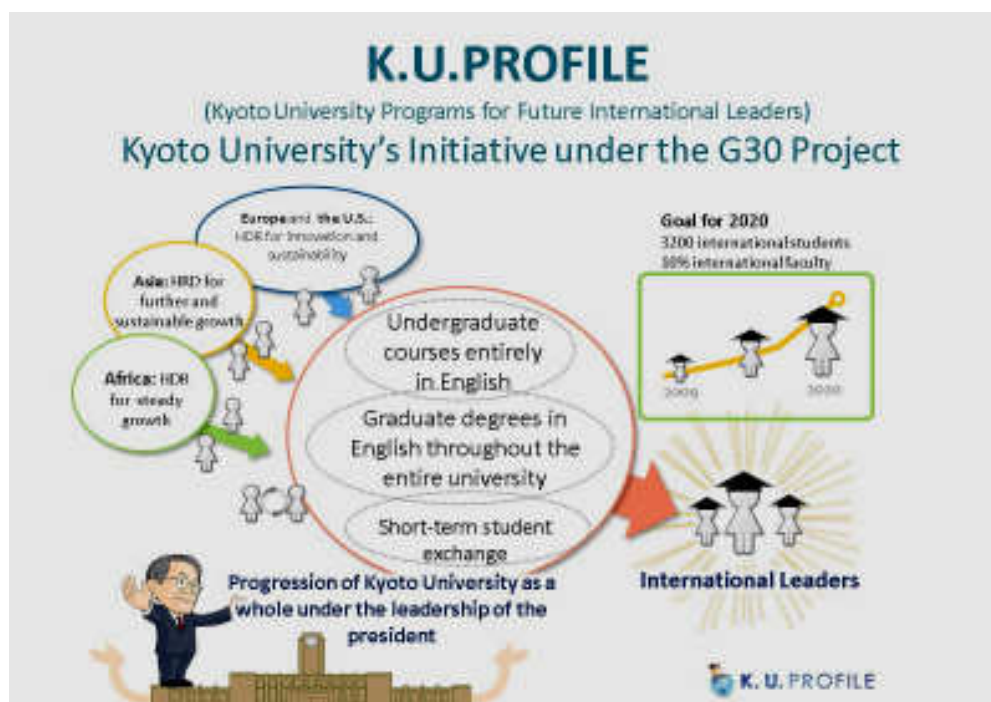 K.U.PROFILE
(Kyoto University Programs for Future International Leaders)
Kyoto University's Initiative under the G30 Project
Europe and the U.S.:
for Innovation and
sustainability
Asia: HRD for
further and
sustainable growth
Africa:
for steady
growth
Undergraduate
courses entirely
in English
Graduate degrees in
English throughout the
entire university
Short-term student
exchange
Goal for 2020
3200 international students
international faculty
2009
2020
International Leaders
Progression of Kyoto University as a
whole under the leadership of the
president
K. U. PROFILE